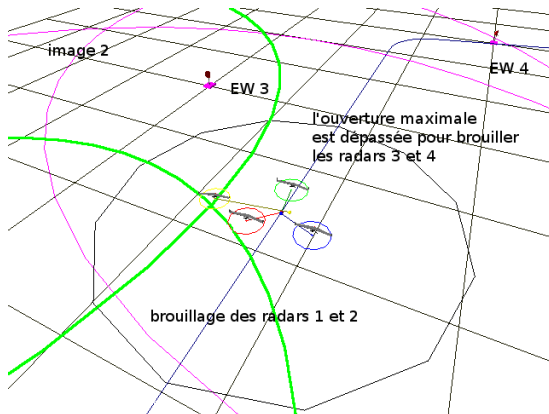 image 2
EW 4
EW 3
l'ouverture maximale
est dépassée pour brouiller
les radars 3 et 4
brouillage des radars 1 et 2